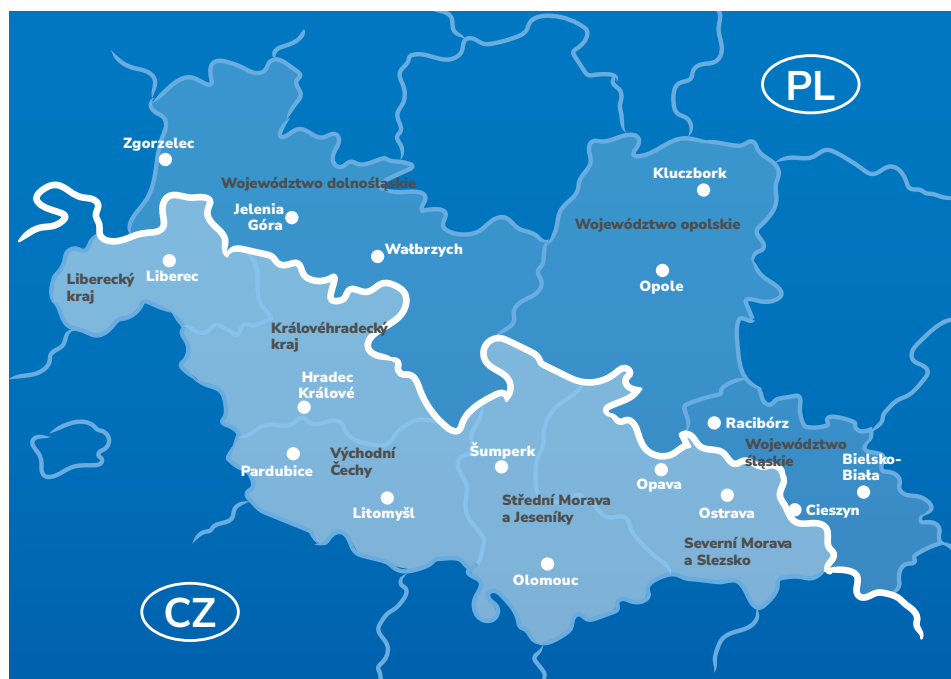 PL
Zgorzelec
Kluczbork
Województwo dolnośląskie
Jelenia
Góra
Województwo opolskie
Wałbrzych
Liberecký
kraj
Liberec
Opole
Královéhradecký
kraj
Hradec
Králové
Racibórz
Województwo
śląskie
Východní
Čechy
Šumperk
Bielsko-
Biała
Pardubice
Opava
Litomyšl
Střední Morava
a Jeseníky
Ostrava
Cieszyn
Severní Morava
a Slezsko
Olomouc
CZ